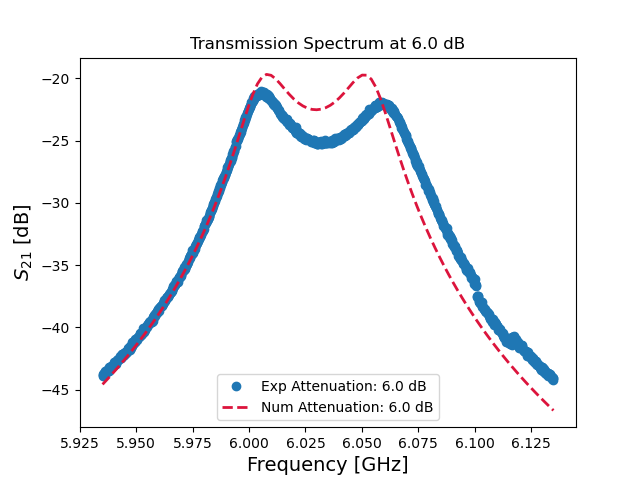 Transmission Spectrum at 6.0 dB
−20
−25
−30
−35
−40
−45
S21 [dB]
Exp Attenuation: 6.0 dB
Num Attenuation: 6.0 dB
5.925 5.950 5.975 6.000 6.025 6.050 6.075 6.100 6.125
Frequency [GHz]